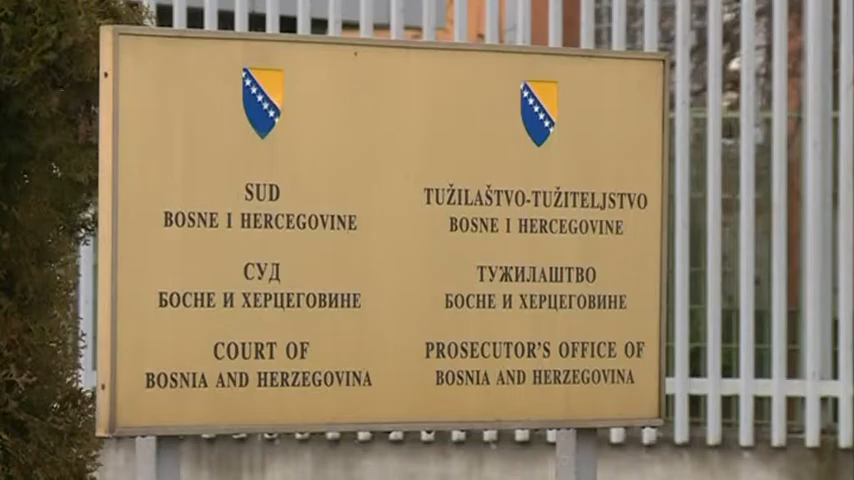 SUD
BOSNE I HERCEGOVINE
СУД
БОСНЕ И ХЕРЦЕГОВИНЕ
COURT OF
BOSNIA AND HERZEGOVINA
TUŽILAŠTVO-TUŽITELJSTVO
BOSNE I HERCEGOVINE
ТУЖИЛАШТВО
БОСНЕ И ХЕРЦЕГОВИНЕ
PROSECUTOR'S OFFICE OF
BOSNIA AND HERZEGOVINA